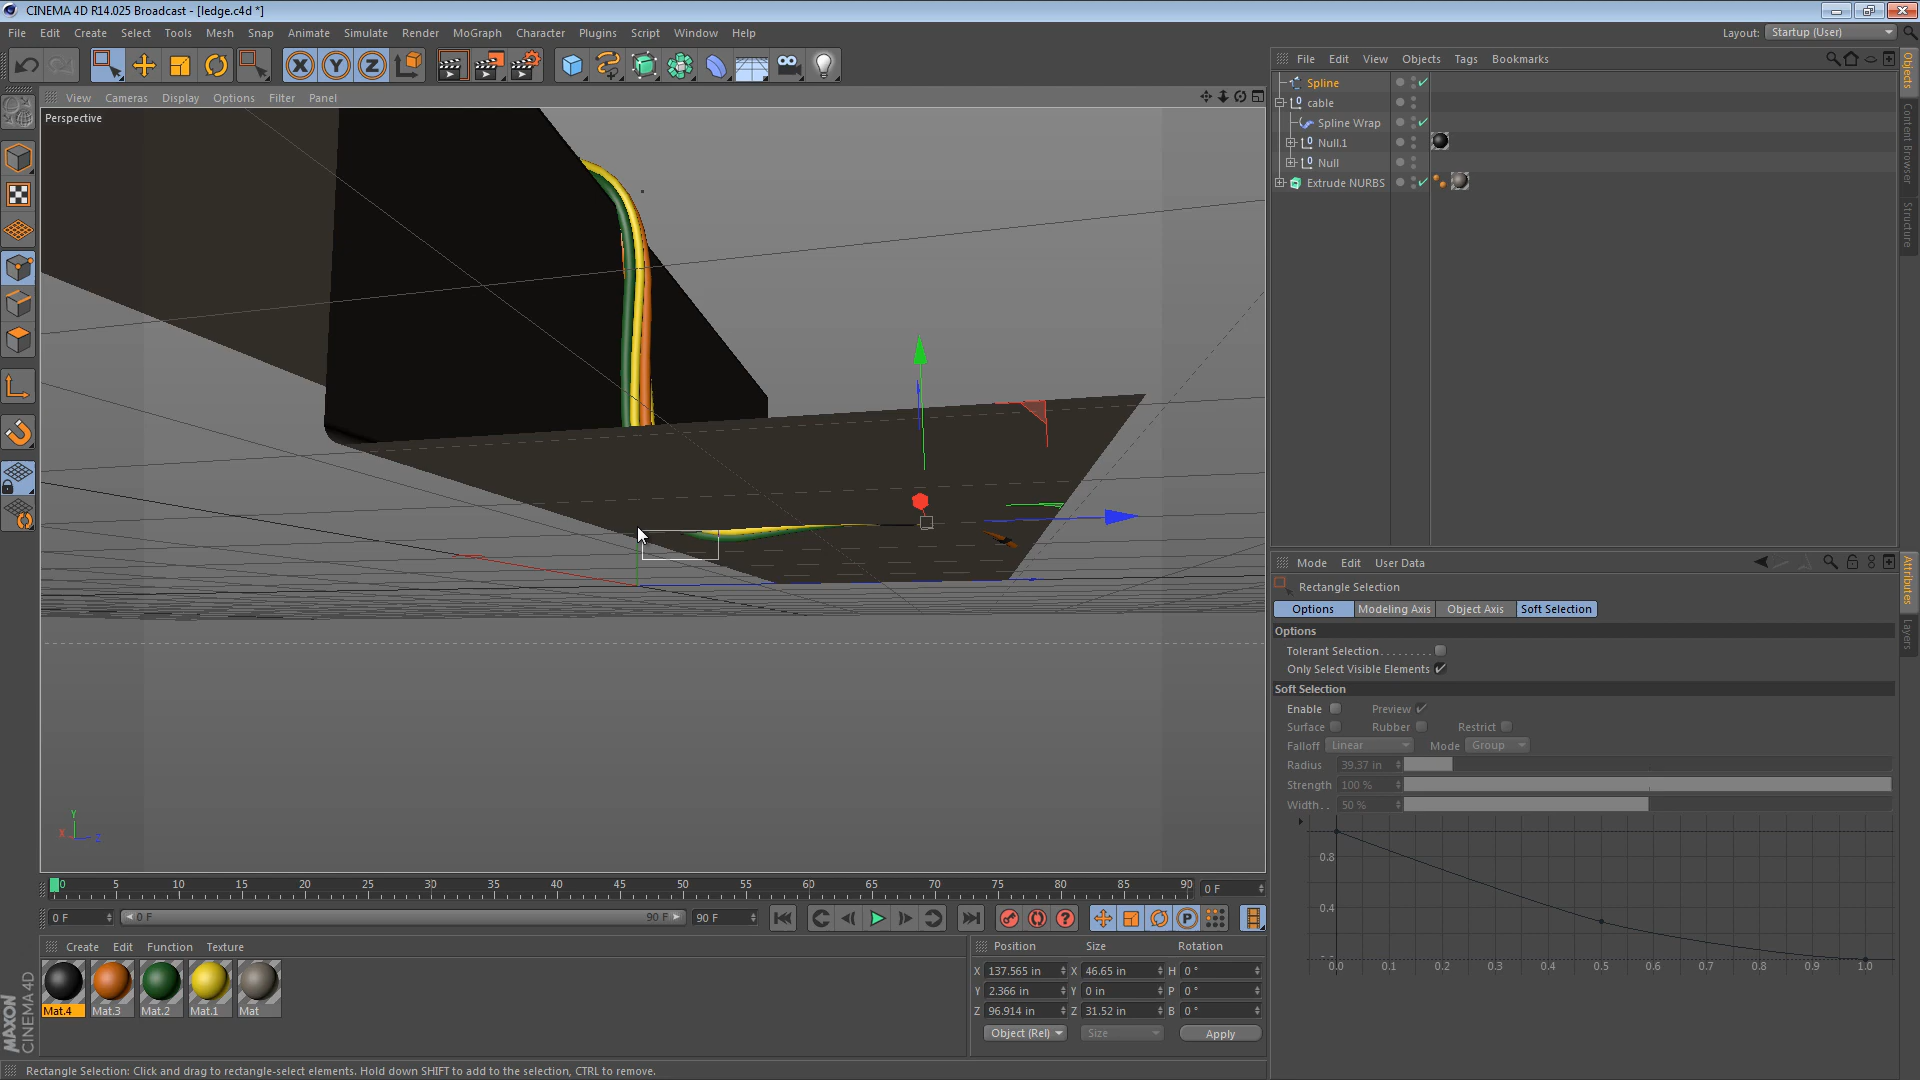 CINEMA 4D R14.025 Broadcast - [ledge.c4d *]
File Edit Create Select Tools Mesh Snap Animate Simulate Render MoGraph Character Plugins Script Window Help
Layout: Startup (User)
View Cameras Display Options Filter Panel
Perspective
File Edit View Objects Tags Bookmarks
Spline
cable
Spline Wrap
Null.1
Null
Extrude NURBS
Objects
Content Browser
Structure
Mode Edit User Data
Rectangle Selection
Options Modeling Axis Object Axis Soft Selection
Options
Tolerant Selection
Only Select Visible Elements
Soft Selection
Enable Preview
Surface Rubber Restrict
Falloff Linear Mode Group
Radius 39.37 in
Strength 100 %
Width 50 %
0.8
0.4
0.0 0.1 0.2 0.3 0.4 0.5 0.6 0.7 0.8 0.9 1.0
Attributes
Layers
Y
X
Z
0 5 10 15 20 25 30 35 40 45 50 55 60 65 70 75 80 85 90
0 F
0 F 0 F 90 F 90 F
Create Edit Function Texture
Mat.4 Mat.3 Mat.2 Mat.1 Mat
Position Size Rotation
X 137.565 in X 46.65 in H 0 °
Y 2.366 in Y 0 in P 0 °
Z 96.914 in Z 31.52 in B 0 °
Object (Rel) Size Apply
MAXON
CINEMA 4D
Rectangle Selection: Click and drag to rectangle-select elements. Hold down SHIFT to add to the selection, CTRL to remove.